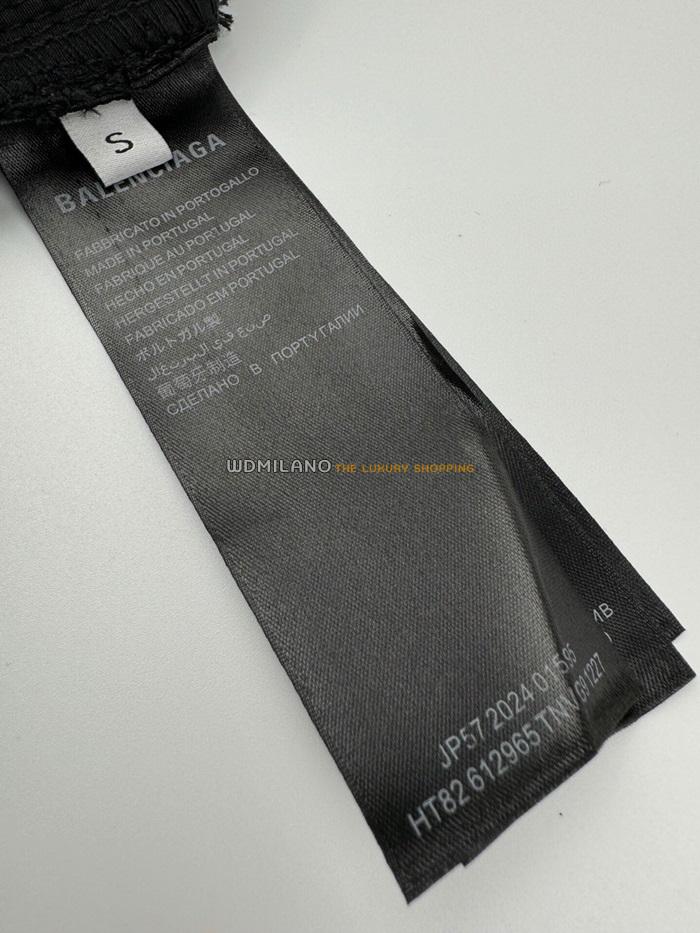 S
BALENCIAGA
FABBRICATO IN PORTOGALLO
MADE IN PORTUGAL
FABRIQUE AU PORTUGAL
HECHO EN PORTUGAL
HERGESTELLT IN PORTUGAL
FABRICADO EM PORTUGAL
ポルトガル製
صنع في البرتغال
葡萄牙制造
СДЕЛАНО В ПОРТУГАЛИИ
WDMILANO THE LUXURY SHOPPING
JP57 2024 01
HT82 612965